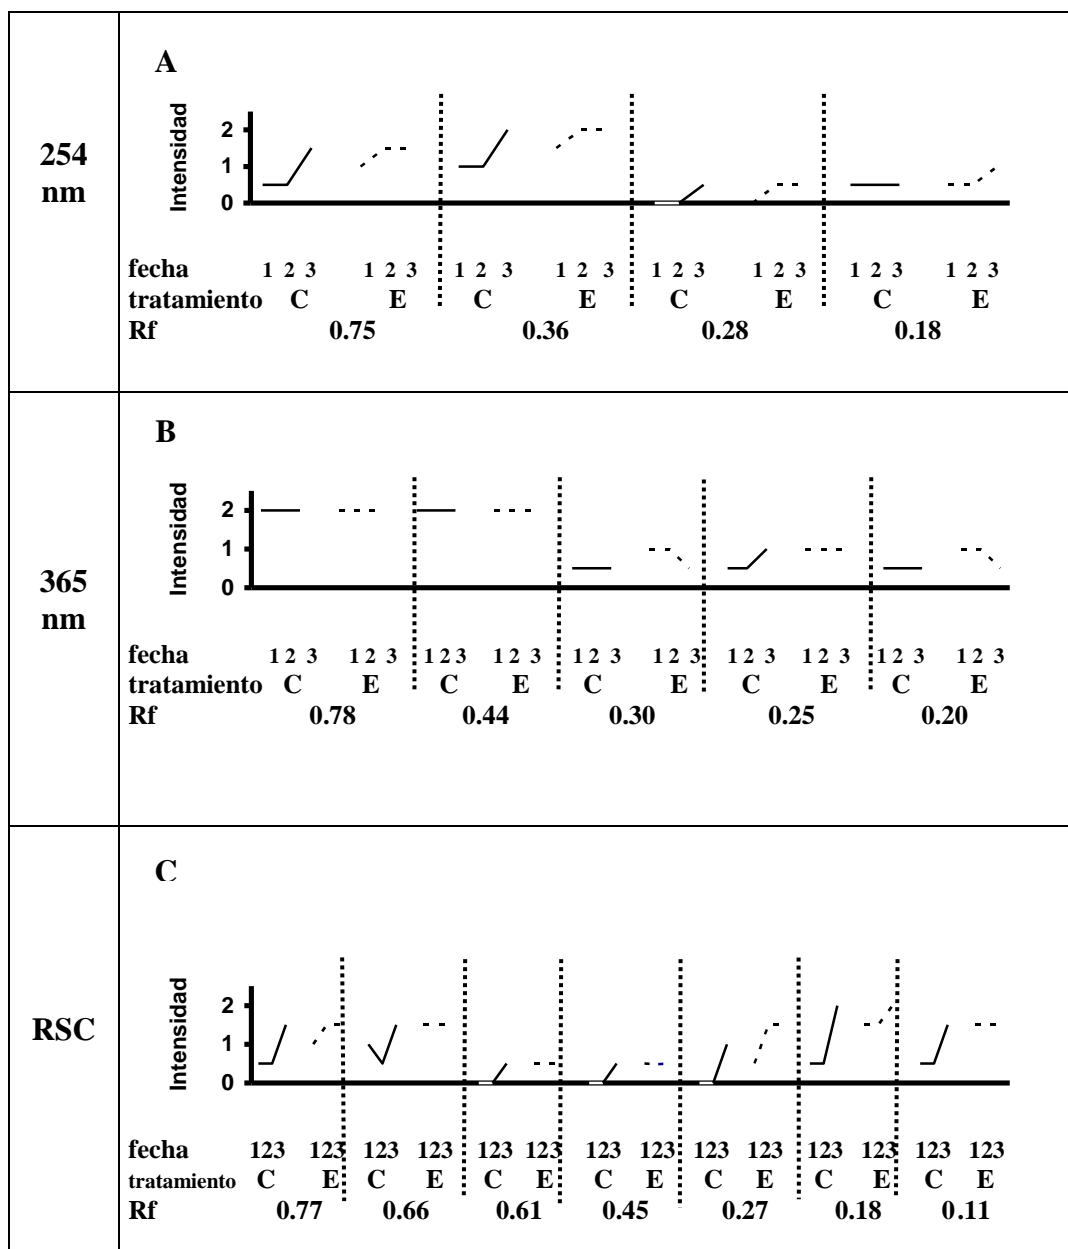 254
nm
A
Intensidad
2
1
0
fecha 1 2 3 1 2 3 1 2 3 1 2 3 1 2 3 1 2 3 1 2 3 1 2 3
tratamiento C E C E C E C E
Rf 0.75 0.36 0.28 0.18
365
nm
B
Intensidad
2
1
0
fecha 1 2 3 1 2 3 1 2 3 1 2 3 1 2 3 1 2 3 1 2 3 1 2 3 1 2 3 1 2 3
tratamiento C E C E C E C E C E
Rf 0.78 0.44 0.30 0.25 0.20
RSC
C
Intensidad
2
1
0
fecha 123 123 123 123 123 123 123 123 123 123 123 123 123 123
tratamiento C E C E C E C E C E C E C E
Rf 0.77 0.66 0.61 0.45 0.27 0.18 0.11